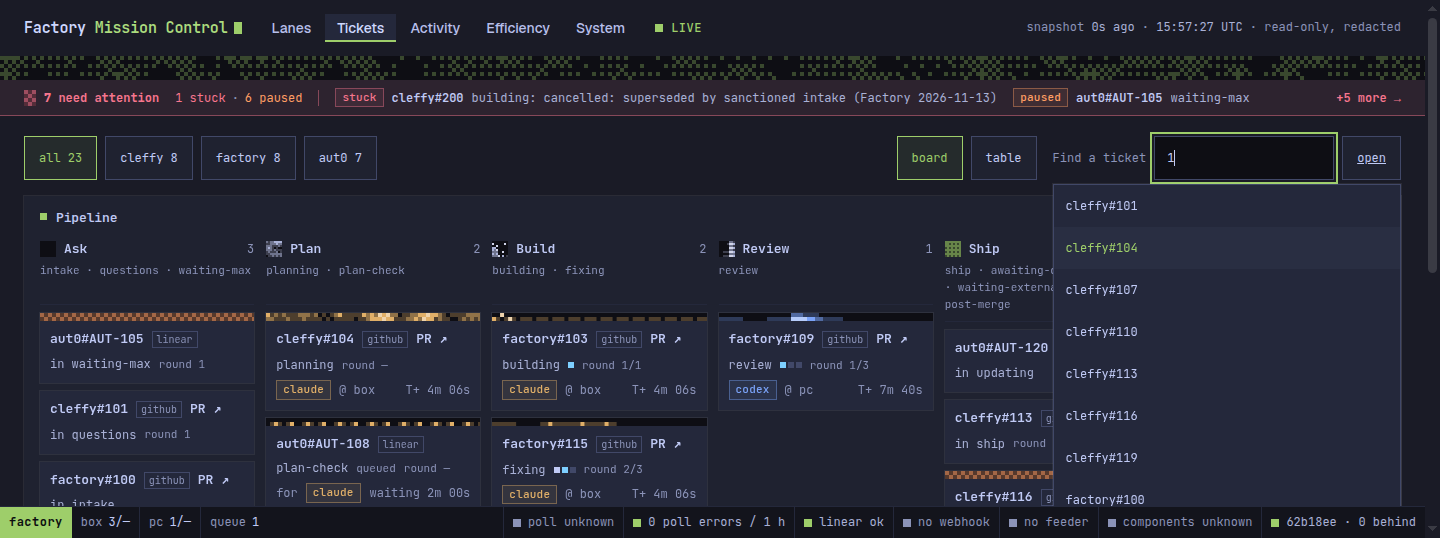 Factory Mission Control
Lanes
Tickets
Activity
Efficiency
System
LIVE
snapshot 0s ago · 15:57:27 UTC · read-only, redacted
7 need attention 1 stuck · 6 paused
stuck cleffy#200 building: cancelled: superseded by sanctioned intake (Factory 2026-11-13)
paused aut0#AUT-105 waiting-max
+5 more →
all 23
cleffy 8
factory 8
aut0 7
board
table
Find a ticket
1
open
Pipeline
Ask 3
intake · questions · waiting-max
aut0#AUT-105 linear
in waiting-max round 1
cleffy#101 github PR ↗
in questions round 1
factory#100 github PR ↗
in intake
Plan 2
planning · plan-check
cleffy#104 github PR ↗
planning round —
claude @ box T+ 4m 06s
aut0#AUT-108 linear
plan-check queued round —
for claude waiting 2m 00s
Build 2
building · fixing
factory#103 github PR ↗
building round 1/1
claude @ box T+ 4m 06s
factory#115 github PR ↗
fixing round 2/3
claude @ box T+ 4m 06s
Review 1
review
factory#109 github PR ↗
review round 1/3
codex @ pc T+ 7m 40s
Ship
ship · awaiting-
· waiting-extern
post-merge
aut0#AUT-120
in updating
cleffy#113
in ship round
cleffy#116
cleffy#101
cleffy#104
cleffy#107
cleffy#110
cleffy#113
cleffy#116
cleffy#119
factory#100
factory
box 3/—
pc 1/—
queue 1
poll unknown
0 poll errors / 1 h
linear ok
no webhook
no feeder
components unknown
62b18ee · 0 behind